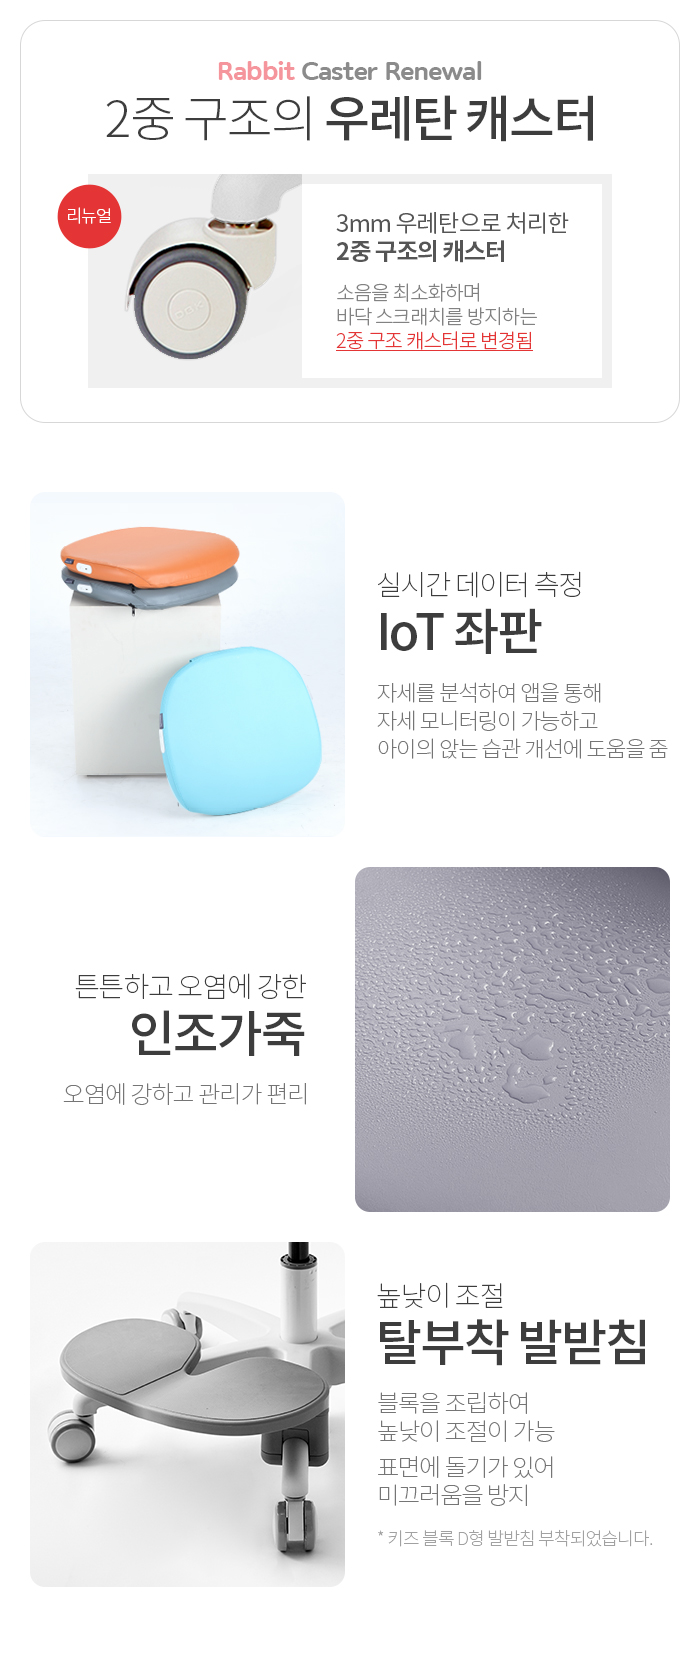 Rabbit Caster Renewal
2중 구조의 우레탄 캐스터
리뉴얼
3mm 우레탄으로 처리한
2중 구조의 캐스터
소음을 최소화하며
바닥 스크래치를 방지하는
2중 구조 캐스터로 변경됨
실시간 데이터 측정
IoT 좌판
자세를 분석하여 앱을 통해
자세 모니터링이 가능하고
아이의 앉는 습관 개선에 도움을 줌
튼튼하고 오염에 강한
인조가죽
오염에 강하고 관리가 편리
높낮이 조절
탈부착 발받침
블록을 조립하여
높낮이 조절이 가능
표면에 돌기가 있어
미끄러움을 방지
* 키즈 블록 D형 발받침 부착되었습니다.